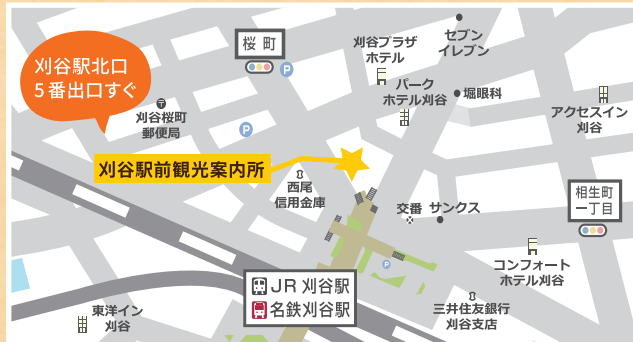 刈谷駅北口
5番出口すぐ
桜町
P
刈谷プラザ
ホテル
セブン
イレブン
パーク
ホテル刈谷
堀眼科
アクセスイン
刈谷
〒
刈谷桜町
郵便局
P
刈谷駅前観光案内所
西尾
信用金庫
交番
サンクス
相生町
一丁目
P
コンフォート
ホテル刈谷
JR 刈谷駅
名鉄刈谷駅
三井住友銀行
刈谷支店
東洋イン
刈谷